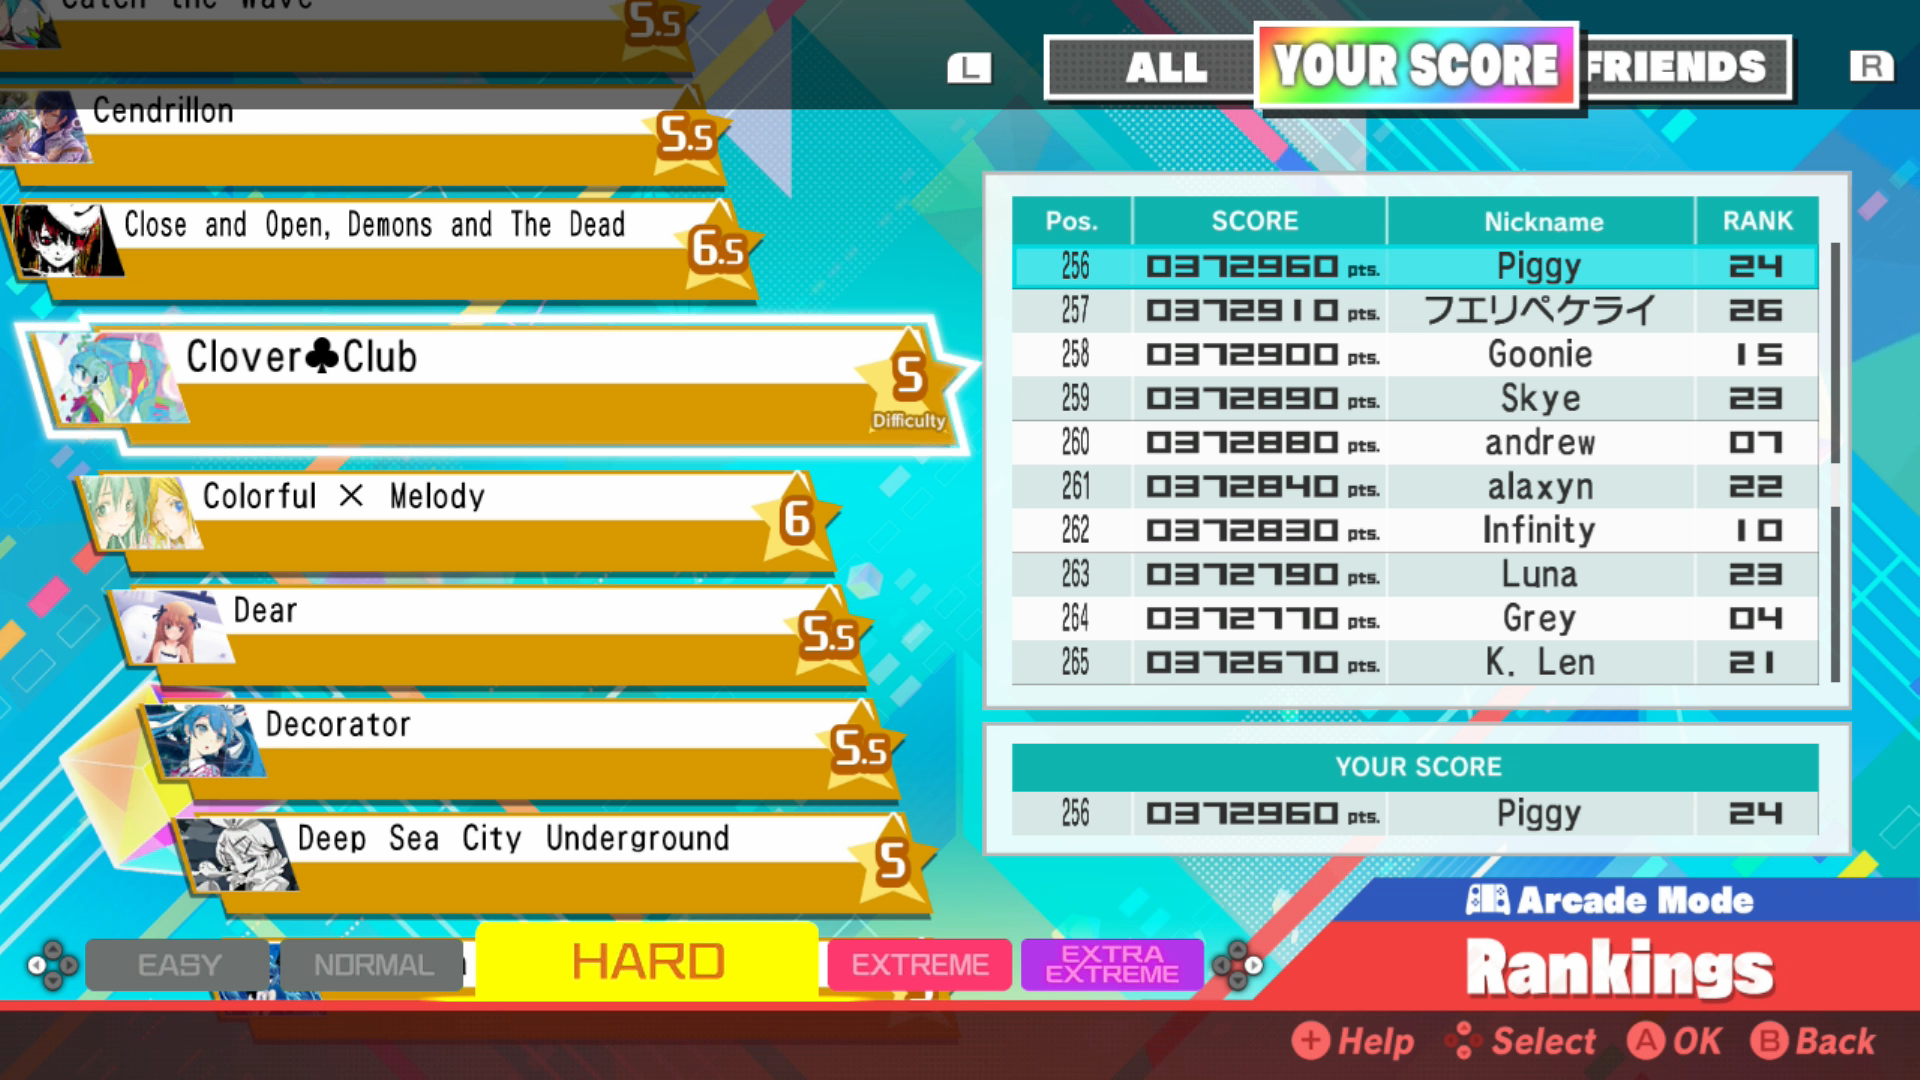 Catch the Wave
5.5
Cendrillon
5.5
Close and Open, Demons and The Dead
6.5
Clover♣Club
5
Difficulty
Colorful × Melody
6
Dear
5.5
Decorator
5.5
Deep Sea City Underground
5
L
ALL
YOUR SCORE
FRIENDS
R
Pos. SCORE Nickname RANK
256 0372960 pts. Piggy 24
257 0372910 pts. フエリペケライ 26
258 0372900 pts. Goonie 15
259 0372890 pts. Skye 23
260 0372880 pts. andrew 07
261 0372840 pts. alaxyn 22
262 0372830 pts. Infinity 10
263 0372790 pts. Luna 23
264 0372770 pts. Grey 04
265 0372670 pts. K. Len 21
YOUR SCORE
256 0372960 pts. Piggy 24
Arcade Mode
Rankings
EASY
NORMAL
HARD
EXTREME
EXTRA
EXTREME
+ Help
Select
A OK
B Back